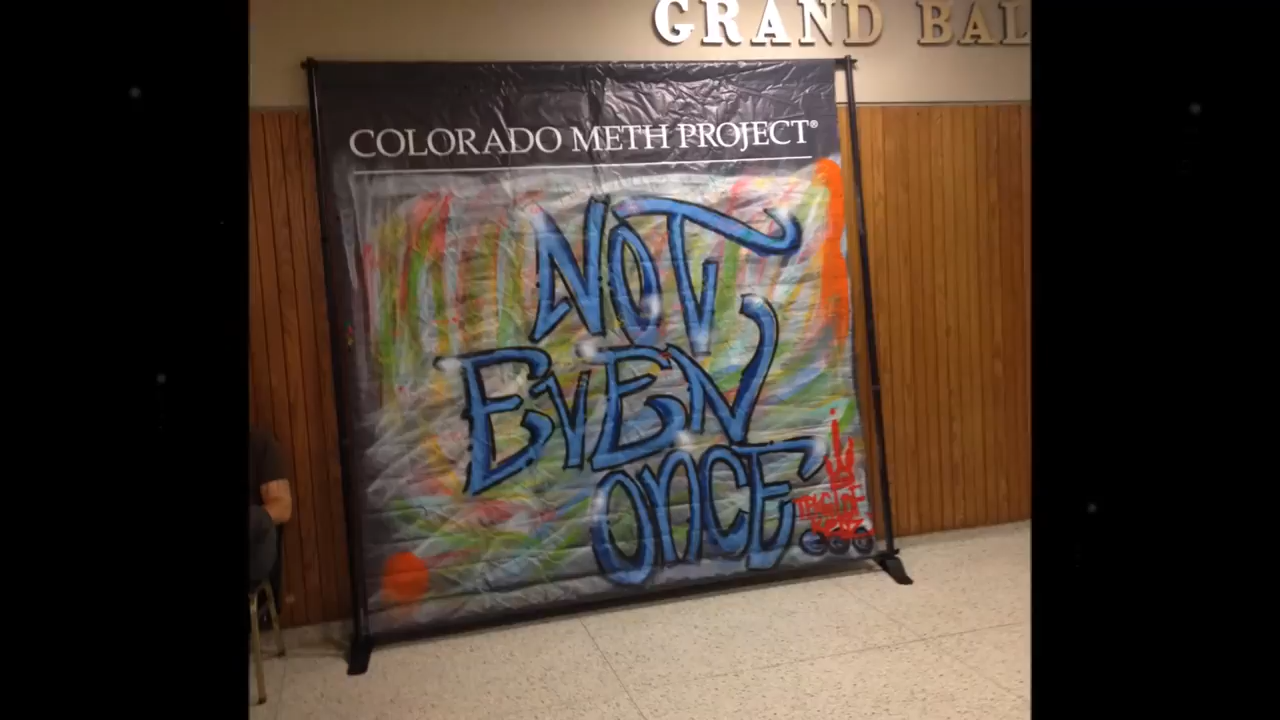 GRAND BAL
COLORADO METH PROJECT®
NOT
EVEN
ONCE